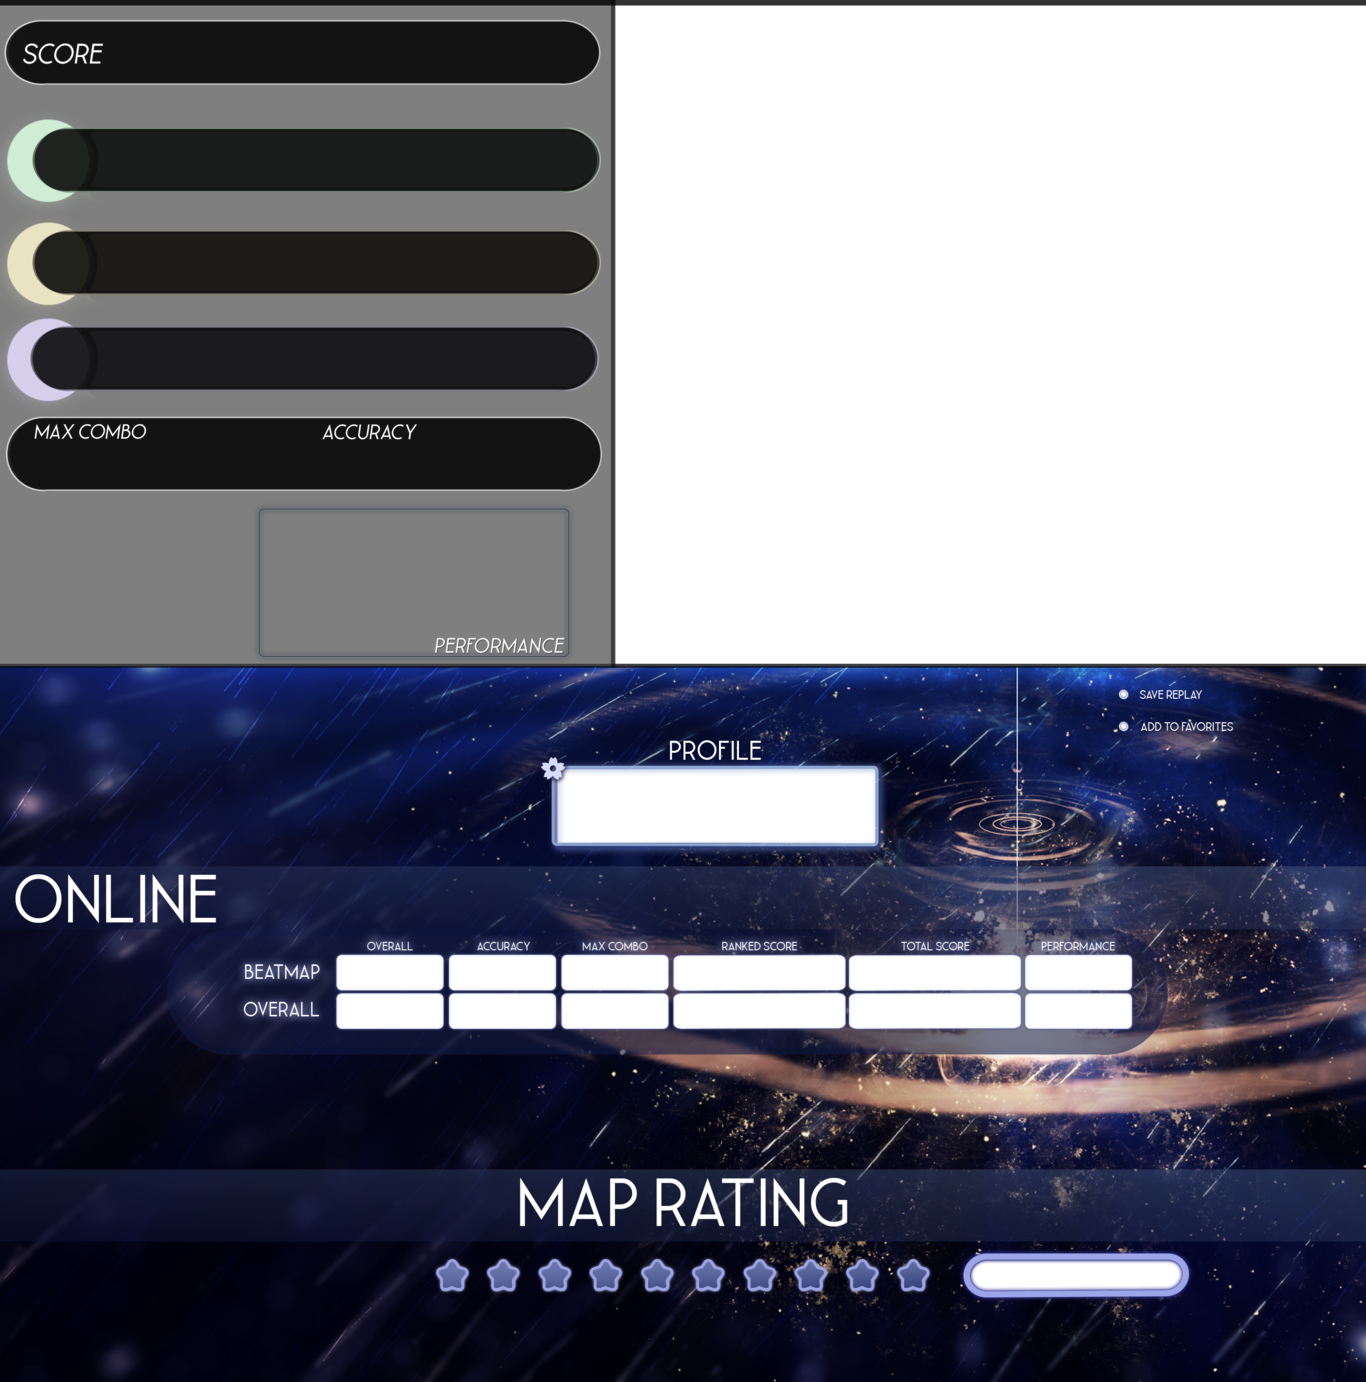 SCORE
MAX COMBO ACCURACY
PERFORMANCE
SAVE REPLAY
ADD TO FAVORITES
PROFILE
ONLINE
OVERALL ACCURACY MAX COMBO RANKED SCORE TOTAL SCORE PERFORMANCE
BEATMAP
OVERALL
MAP RATING